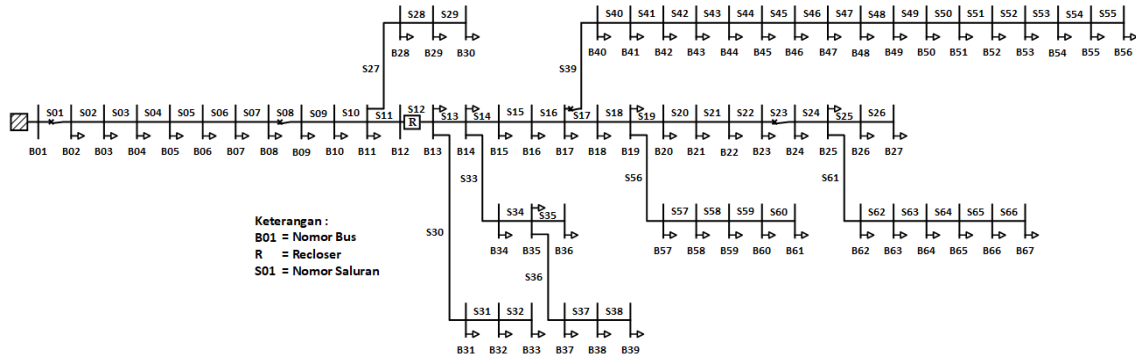 S28 S29
B28 B29 B30
S27
S40 S41 S42 S43 S44 S45 S46 S47 S48 S49 S50 S51 S52 S53 S54 S55
B40 B41 B42 B43 B44 B45 B46 B47 B48 B49 B50 B51 B52 B53 B54 B55 B56
S39
S01 S02 S03 S04 S05 S06 S07 S08 S09 S10 S11 S12 S13 S14 S15 S16 S17 S18 S19 S20 S21 S22 S23 S24 S25 S26
R
B01 B02 B03 B04 B05 B06 B07 B08 B09 B10 B11 B12 B13 B14 B15 B16 B17 B18 B19 B20 B21 B22 B23 B24 B25 B26 B27
S33 S56 S61
S34 S35
B34 B35 B36
S57 S58 S59 S60
B57 B58 B59 B60 B61
S62 S63 S64 S65 S66
B62 B63 B64 B65 B66 B67
S30
S36
Keterangan :
B01 = Nomor Bus
R = Recloser
S01 = Nomor Saluran
S31 S32
B31 B32 B33
S37 S38
B37 B38 B39